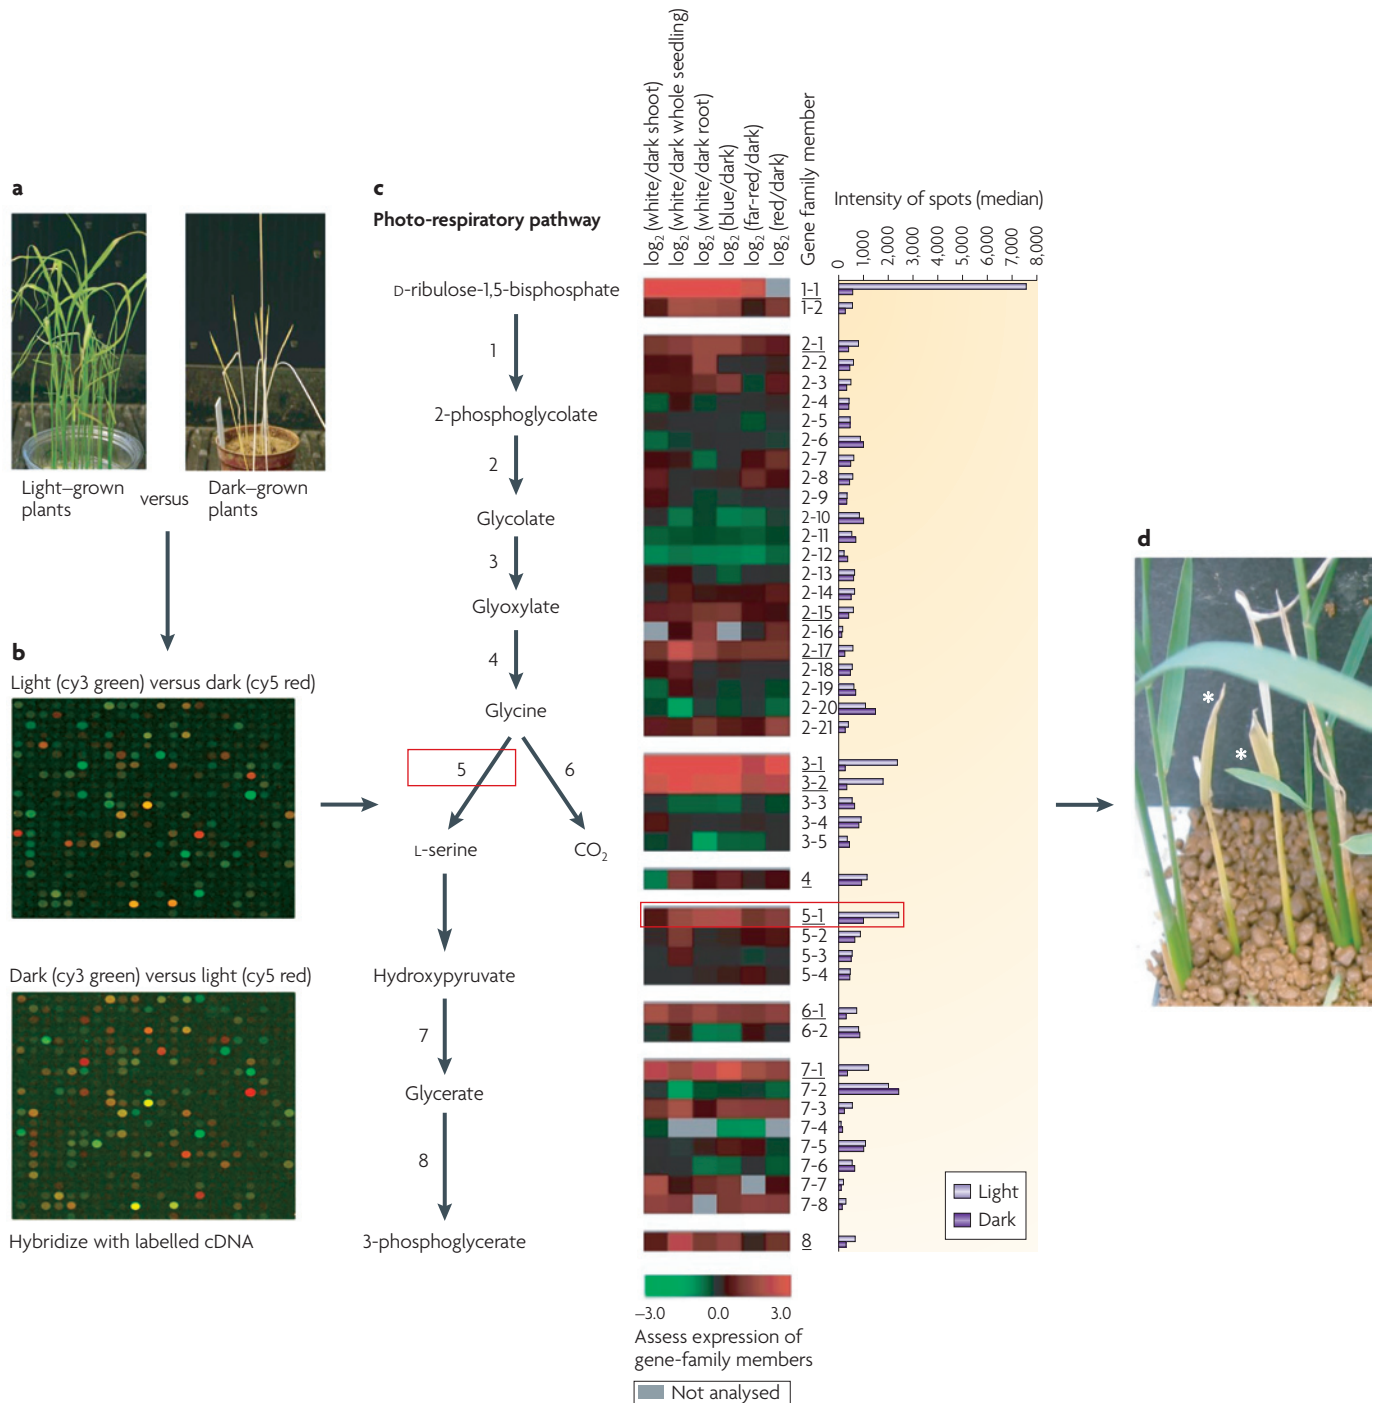 a
Light–grown
plants
versus
Dark–grown
plants
b
Light (cy3 green) versus dark (cy5 red)
Dark (cy3 green) versus light (cy5 red)
Hybridize with labelled cDNA
c
Photo-respiratory pathway
D-ribulose-1,5-bisphosphate
1
2-phosphoglycolate
2
Glycolate
3
Glyoxylate
4
Glycine
5
6
L-serine
CO₂
Hydroxypyruvate
7
Glycerate
8
3-phosphoglycerate
log₂ (white/dark shoot)
log₂ (white/dark whole seedling)
log₂ (white/dark root)
log₂ (blue/dark)
log₂ (far-red/dark)
log₂ (red/dark)
Gene family member
Intensity of spots (median)
0
1,000
2,000
3,000
4,000
5,000
6,000
7,000
8,000
1-1
1-2
2-1
2-2
2-3
2-4
2-5
2-6
2-7
2-8
2-9
2-10
2-11
2-12
2-13
2-14
2-15
2-16
2-17
2-18
2-19
2-20
2-21
3-1
3-2
3-3
3-4
3-5
4
5-1
5-2
5-3
5-4
6-1
6-2
7-1
7-2
7-3
7-4
7-5
7-6
7-7
7-8
8
Light
Dark
–3.0
0.0
3.0
Assess expression of
gene-family members
Not analysed
d
*
*